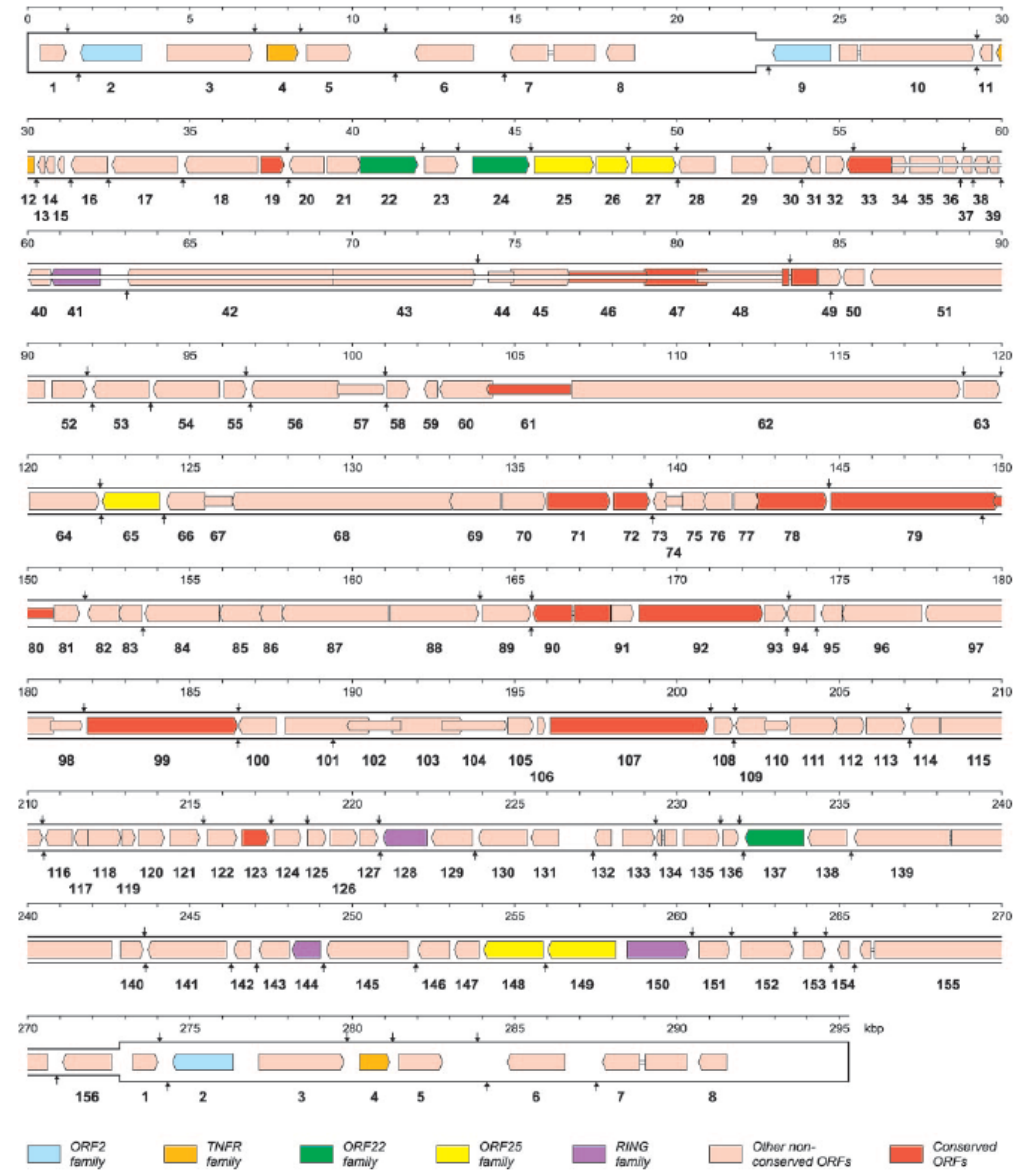 0 5 10 15 20 25 30
1 2 3 4 5 6 7 8 9 10 11
30 35 40 45 50 55 60
12 14 16 17 18 19 20 21 22 23 24 25 26 27 28 29 30 31 32 33 34 35 36 38
13 15 37 39
60 65 70 75 80 85 90
40 41 42 43 44 45 46 47 48 49 50 51
90 95 100 105 110 115 120
52 53 54 55 56 57 58 59 60 61 62 63
120 125 130 135 140 145 150
64 65 66 67 68 69 70 71 72 73 75 76 77 78 79
74
150 155 160 165 170 175 180
80 81 82 83 84 85 86 87 88 89 90 91 92 93 94 95 96 97
180 185 190 195 200 205 210
98 99 100 101 102 103 104 105 107 108 110 111 112 113 114 115
106 109
210 215 220 225 230 235 240
116 118 120 121 122 123 124 125 127 128 129 130 131 132 133 134 135 136 137 138 139
117 119 126
240 245 250 255 260 265 270
140 141 142 143 144 145 146 147 148 149 150 151 152 153 154 155
270 275 280 285 290 295 kbp
156 1 2 3 4 5 6 7 8
ORF2 family
TNFR family
ORF22 family
ORF25 family
RING family
Other non-conserved ORFs
Conserved ORFs